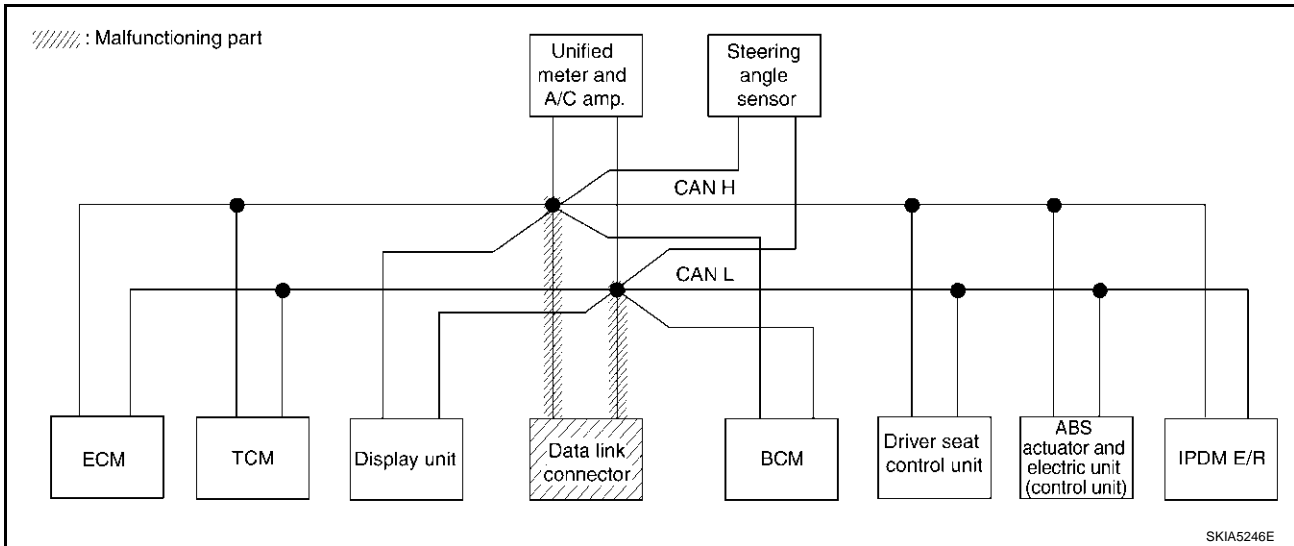 : Malfunctioning part
Unified
meter and
A/C amp.
Steering
angle
sensor
CAN H
CAN L
ECM
TCM
Display unit
Data link
connector
BCM
Driver seat
control unit
ABS
actuator and
electric unit
(control unit)
IPDM E/R
SKIA5246E